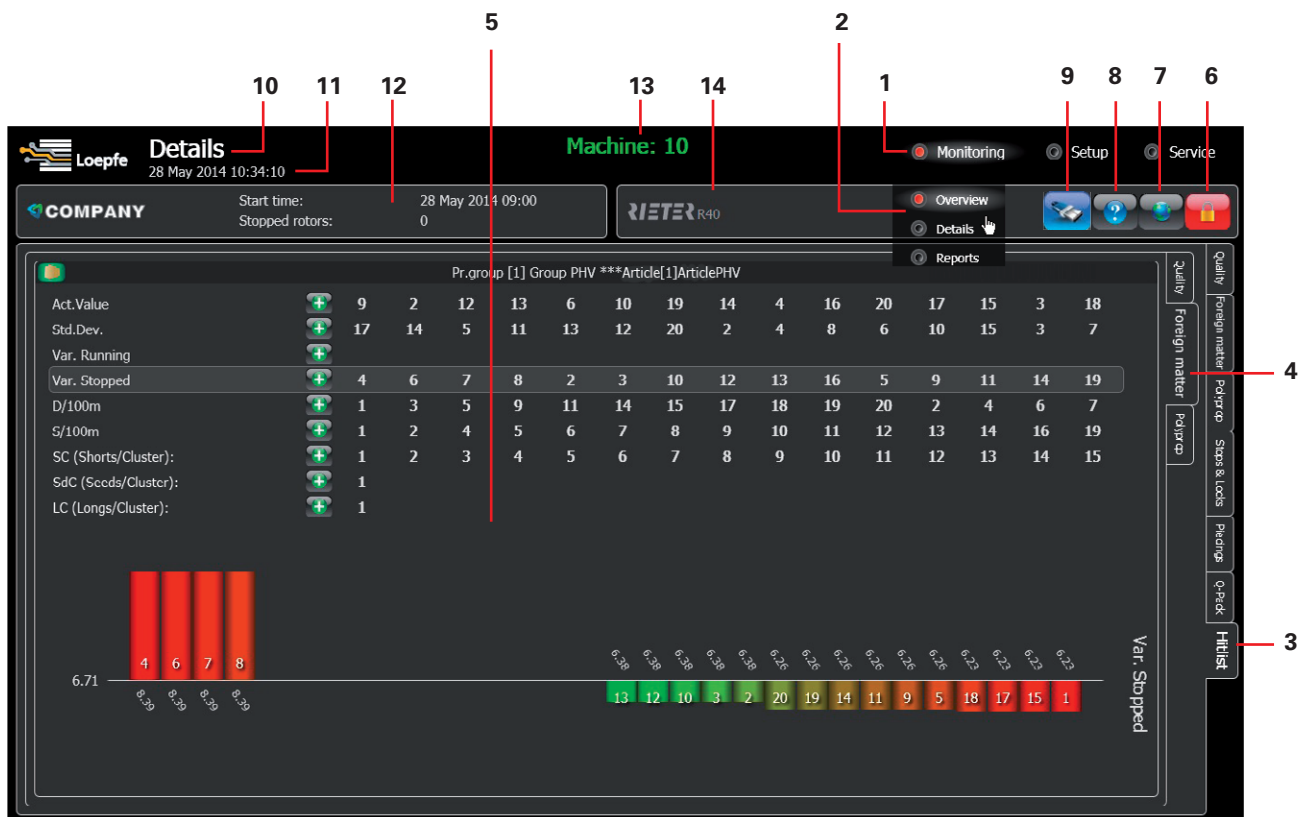 5 2
10 11 12 13 14 1 9 8 7 6
Loepfe
Details
28 May 2014 10:34:10
Machine: 10
Monitoring
Setup
Service
COMPANY
Start time: 28 May 2014 09:00
Stopped rotors: 0
RIETER R40
2
Overview
Details
Reports
Pr.group [1] Group PHV ***Article[1]ArticlePHV
Act.Value 9 2 12 13 6 10 19 14 4 16 20 17 15 3 18
Std.Dev. 17 14 5 11 13 12 20 2 4 8 6 10 15 3 7
Var. Running
Var. Stopped 4 6 7 8 2 3 10 12 13 16 5 9 11 14 19
D/100m 1 3 5 9 11 14 15 17 18 19 20 2 4 6 7
S/100m 1 2 4 5 6 7 8 9 10 11 12 13 14 16 19
SC (Shorts/Cluster): 1 2 3 4 5 6 7 8 9 10 11 12 13 14 15
SdC (Seeds/Cluster): 1
LC (Longs/Cluster): 1
Quality
Foreign matter
Polyprop
Quality
Foreign matter
Polyprop
Stops & Locks
Piecings
Q-Pack
Hitlist
4
3
6.38 6.38 6.38 6.38 6.38 6.26 6.26 6.26 6.26 6.26 6.26 6.23 6.23 6.23 6.23
4 6 7 8
6.71
13 12 10 3 2 20 19 14 11 9 5 18 17 15 1
8.39 8.39 8.39 8.39
Var. Stopped